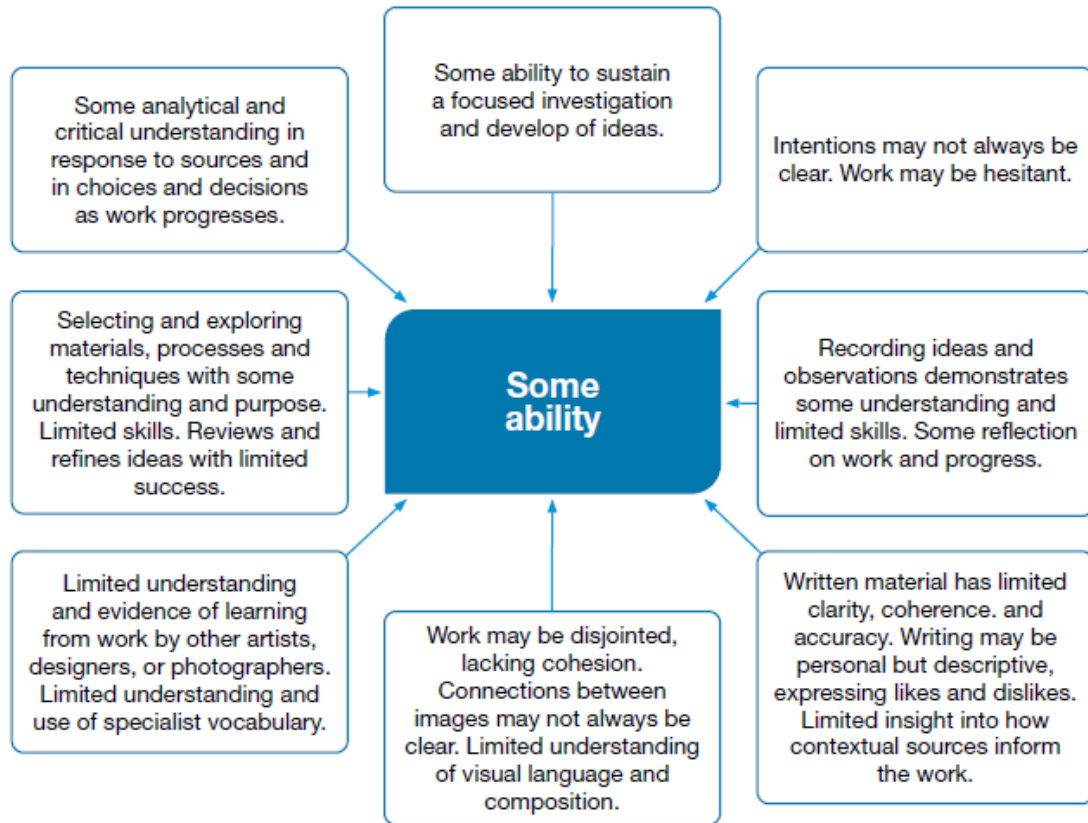 Some analytical and
critical understanding in
response to sources and
in choices and decisions
as work progresses.
Some ability to sustain
a focused investigation
and develop of ideas.
Intentions may not always be
clear. Work may be hesitant.
Selecting and exploring
materials, processes and
techniques with some
understanding and purpose.
Limited skills. Reviews and
refines ideas with limited
success.
Some
ability
Recording ideas and
observations demonstrates
some understanding and
limited skills. Some reflection
on work and progress.
Limited understanding
and evidence of learning
from work by other artists,
designers, or photographers.
Limited understanding and
use of specialist vocabulary.
Work may be disjointed,
lacking cohesion.
Connections between
images may not always be
clear. Limited understanding
of visual language and
composition.
Written material has limited
clarity, coherence. and
accuracy. Writing may be
personal but descriptive,
expressing likes and dislikes.
Limited insight into how
contextual sources inform
the work.